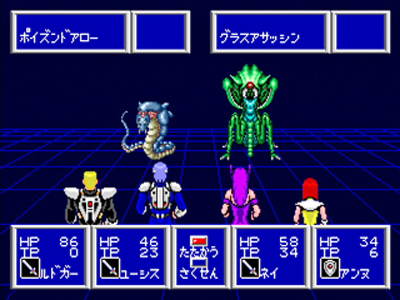 ポイズンドアロー
グラスアサッシン
HP 86
TP 0
ルドガー
HP 46
TP 23
ユーシス
たたかう
さくせん
HP 58
TP 34
ネイ
HP 34
TP 6
アンヌ